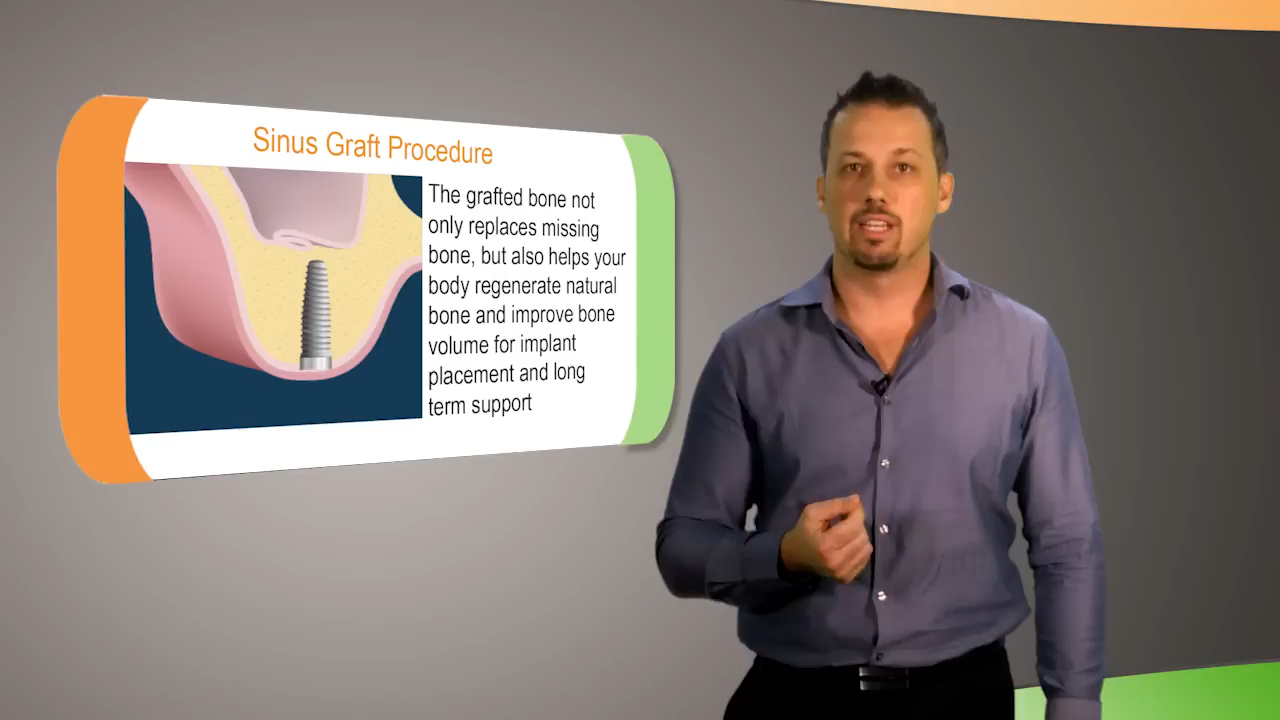 Sinus Graft Procedure
The grafted bone not
only replaces missing
bone, but also helps your
body regenerate natural
bone and improve bone
volume for implant
placement and long
term support